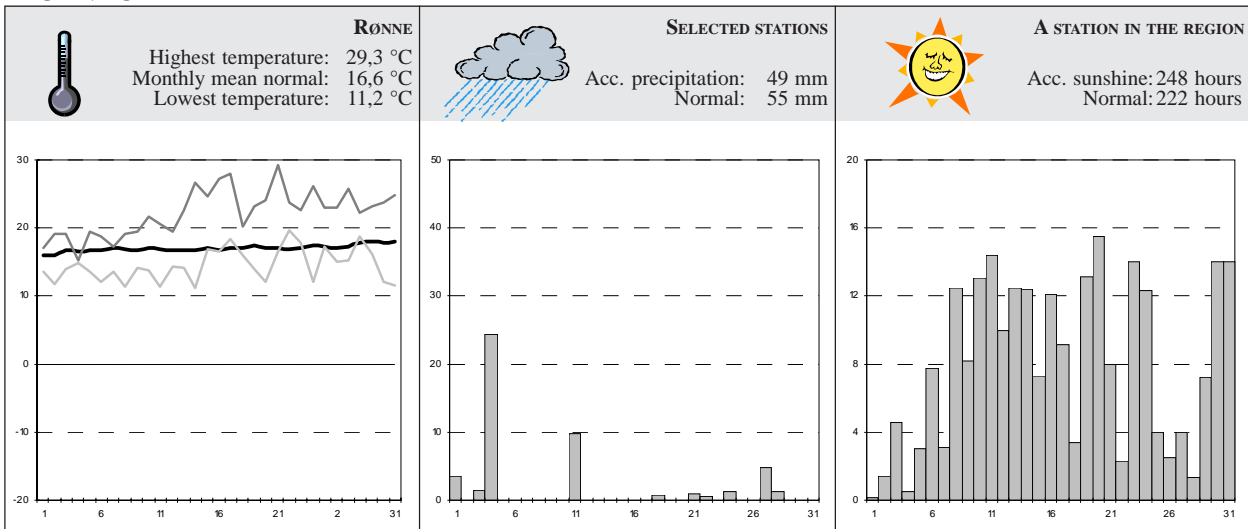 RØNNE
Highest temperature: 29,3 °C
Monthly mean normal: 16,6 °C
Lowest temperature: 11,2 °C
SELECTED STATIONS
Acc. precipitation: 49 mm
Normal: 55 mm
A STATION IN THE REGION
Acc. sunshine: 248 hours
Normal: 222 hours
30
20
10
0
-10
-20
1 6 11 16 21 2 31
50
40
30
20
10
0
1 6 11 16 21 26 31
20
16
12
8
4
0
1 6 11 16 21 26 31